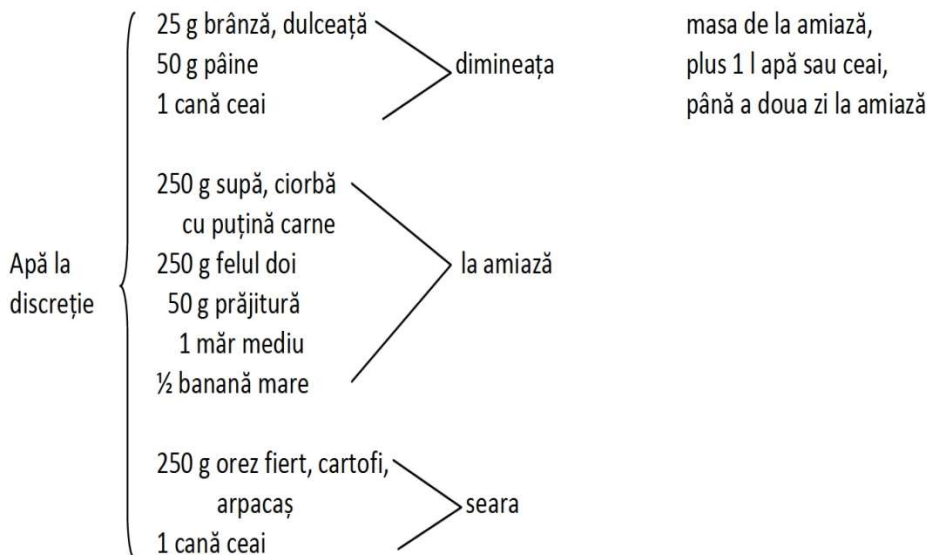 25 g brânză, dulceață
50 g pâine
1 cană ceai
dimineața
masa de la amiază,
plus 1 l apă sau ceai,
până a doua zi la amiază
250 g supă, ciorbă
cu puțină carne
250 g felul doi
50 g prăjitură
1 măr mediu
½ banană mare
la amiază
Apă la
discreție
250 g orez fiert, cartofi,
arpacaș
1 cană ceai
seara